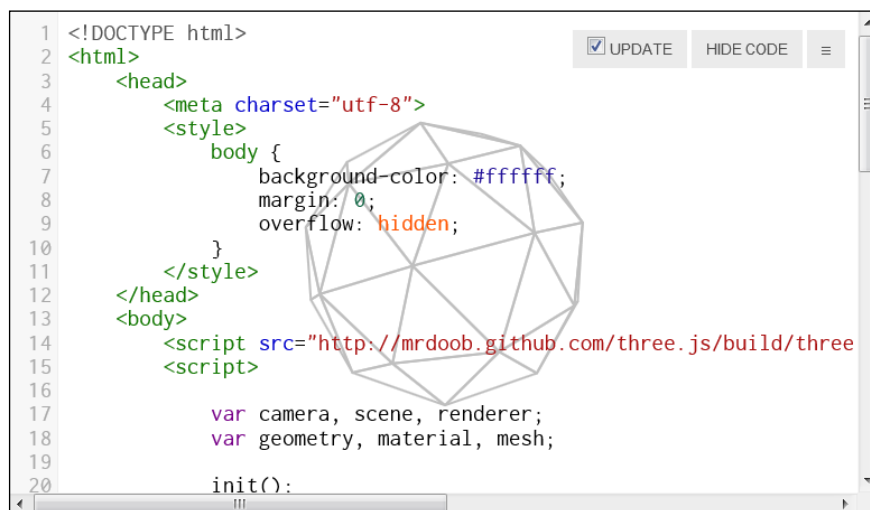 1 <!DOCTYPE html>
UPDATE HIDE CODE ≡
2 <html>
3     <head>
4         <meta charset="utf-8">
5         <style>
6             body {
7                 background-color: #ffffff;
8                 margin: 0;
9                 overflow: hidden;
10             }
11         </style>
12     </head>
13     <body>
14         <script src="http://mrdoob.github.com/three.js/build/three
15         <script>
16
17             var camera, scene, renderer;
18             var geometry, material, mesh;
19
20             init();